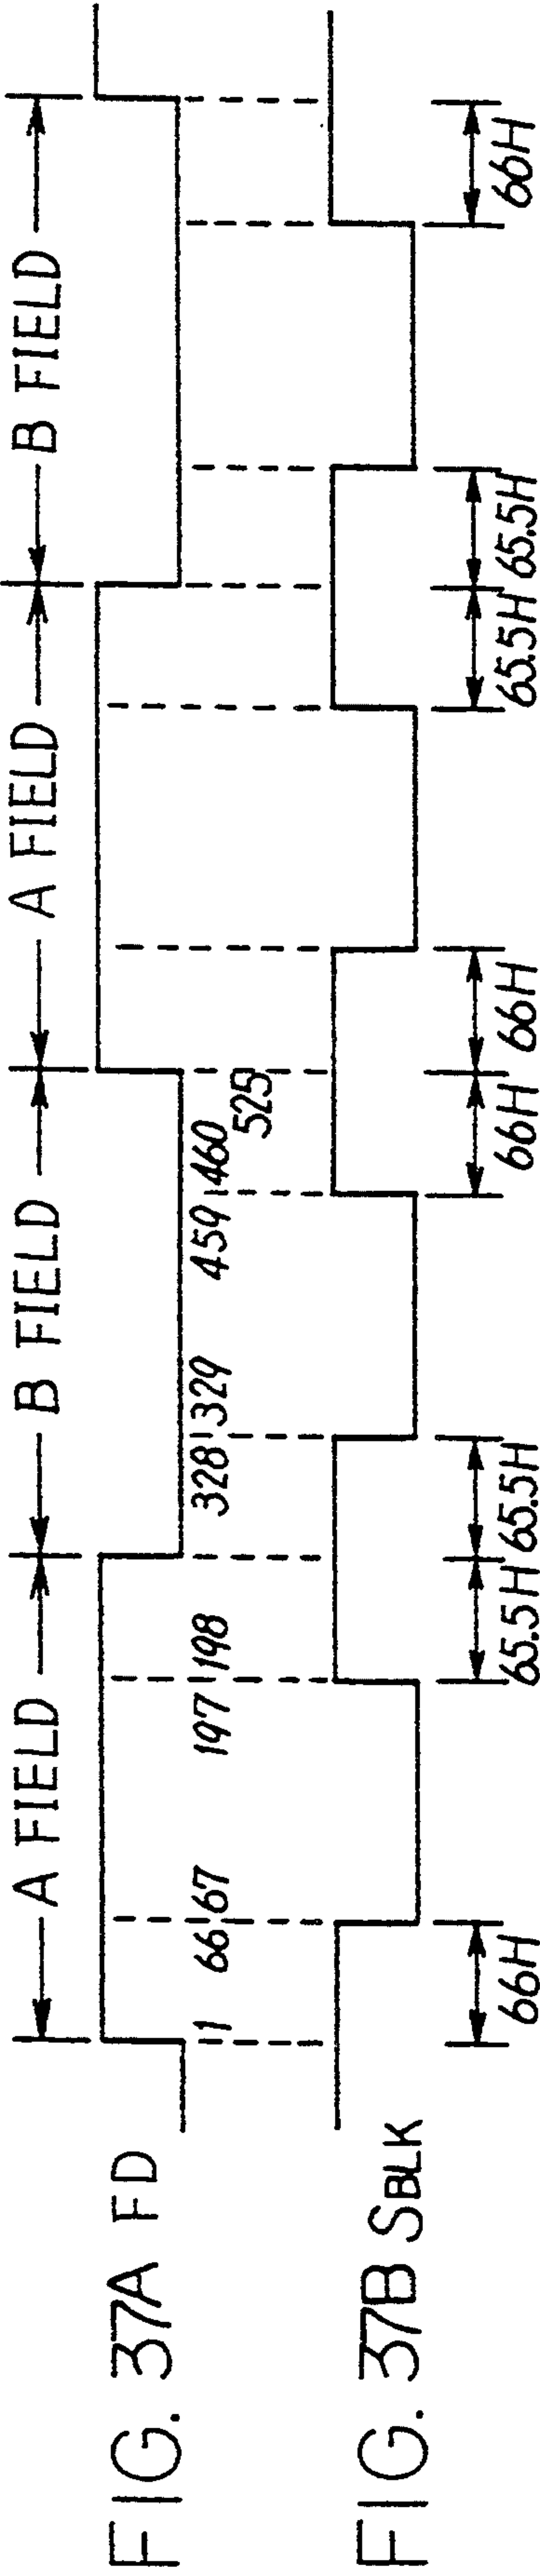 A FIELD B FIELD A FIELD B FIELD
FIG. 37A FD
1 66 67 197 198 328 329 459 460 525
FIG. 37B SBLK
66H 65.5H 65.5H 66H 66H 65.5H 65.5H 66H